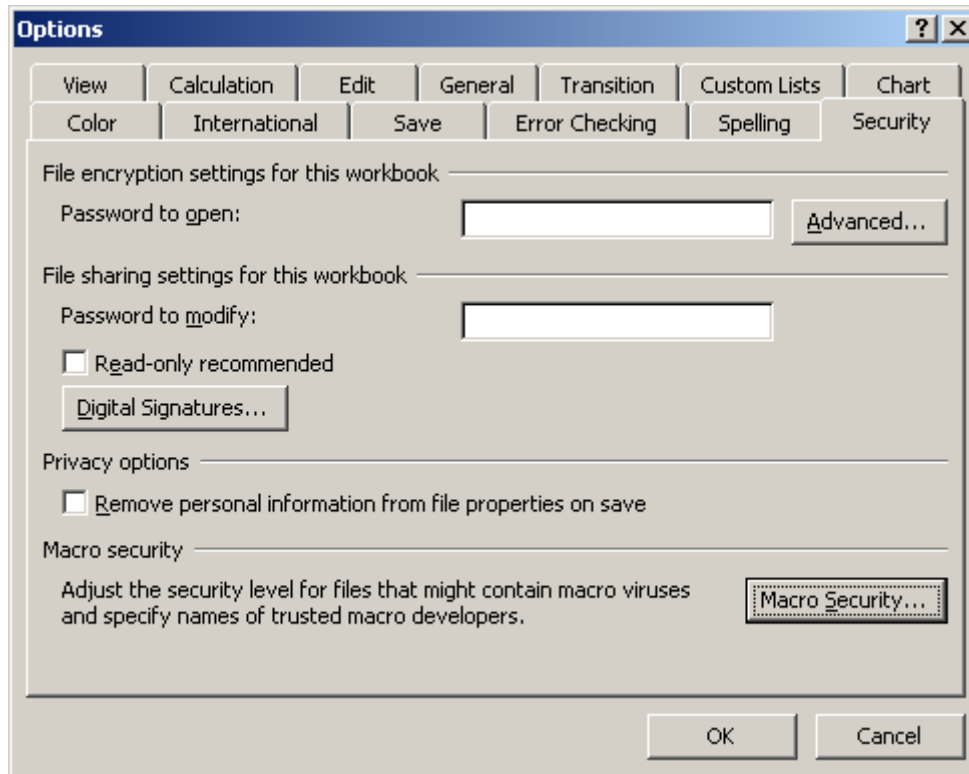 Options
View Calculation Edit General Transition Custom Lists Chart
Color International Save Error Checking Spelling Security
File encryption settings for this workbook
Password to open: Advanced...
File sharing settings for this workbook
Password to modify:
Read-only recommended
Digital Signatures...
Privacy options
Remove personal information from file properties on save
Macro security
Adjust the security level for files that might contain macro viruses
and specify names of trusted macro developers.
Macro Security...
OK Cancel